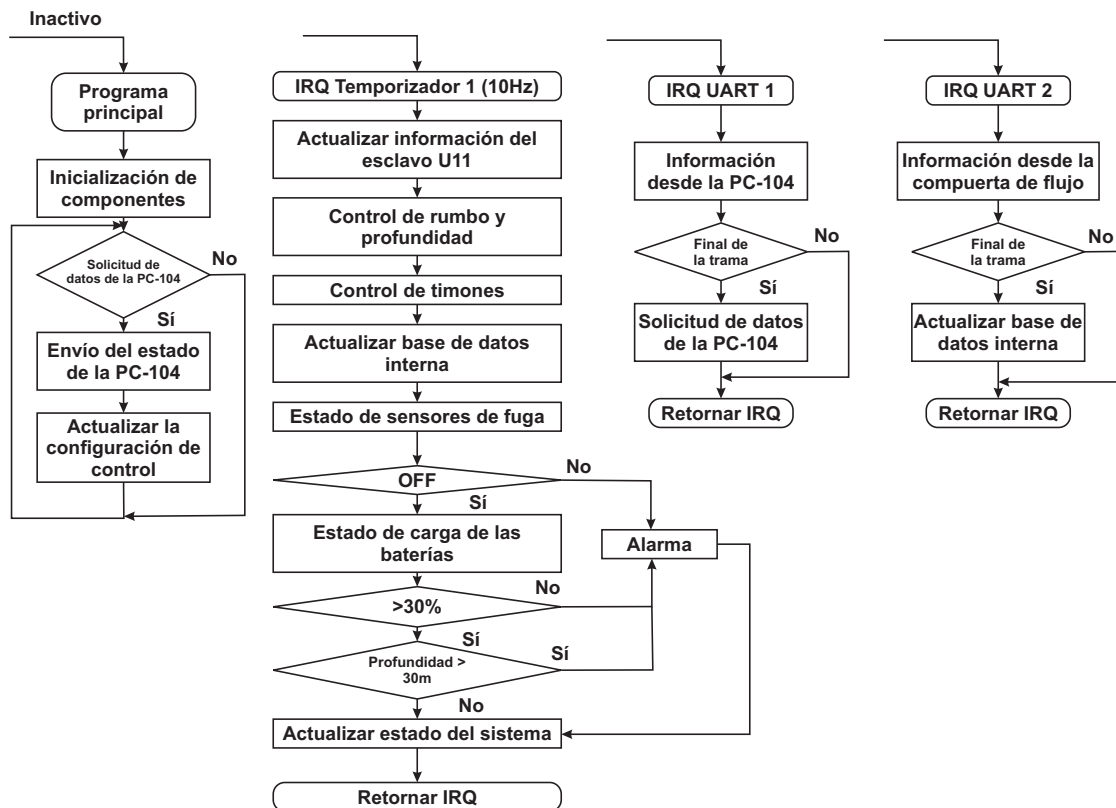 Inactivo
Programa
principal
Inicialización de
componentes
Solicitud de
datos de la PC-104
No
Sí
Envío del estado
de la PC-104
Actualizar la
configuración de
control
IRQ Temporizador 1 (10Hz)
Actualizar información del
esclavo U11
Control de rumbo y
profundidad
Control de timones
Actualizar base de datos
interna
Estado de sensores de fuga
OFF
No
Sí
Estado de carga de las
baterías
Alarma
>30%
No
Sí
Profundidad >
30m
Sí
No
Actualizar estado del sistema
Retornar IRQ
IRQ UART 1
Información
desde la PC-104
Final de
la trama
No
Sí
Solicitud de datos
de la PC-104
Retornar IRQ
IRQ UART 2
Información desde la
compuerta de flujo
Final de
la trama
No
Sí
Actualizar base de
datos interna
Retornar IRQ